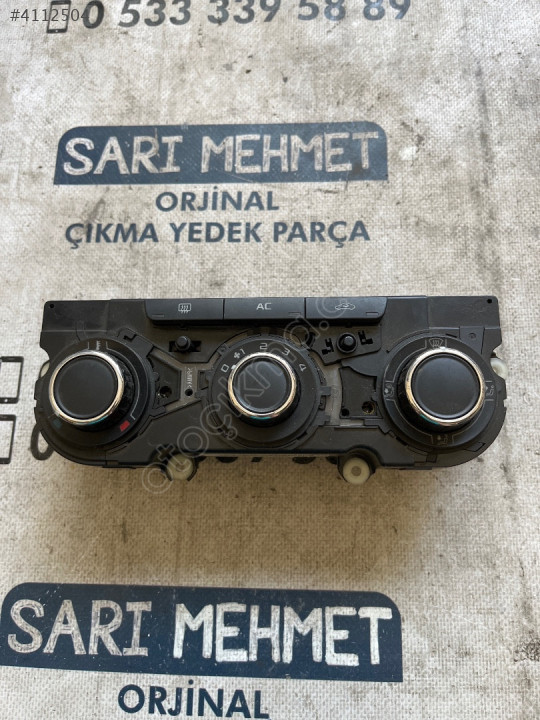 #4112504
0 533 339 58 89
SARI MEHMET
ORJİNAL
ÇIKMA YEDEK PARÇA
AC
0 1 2 3 4
SARI MEHMET
ORJİNAL